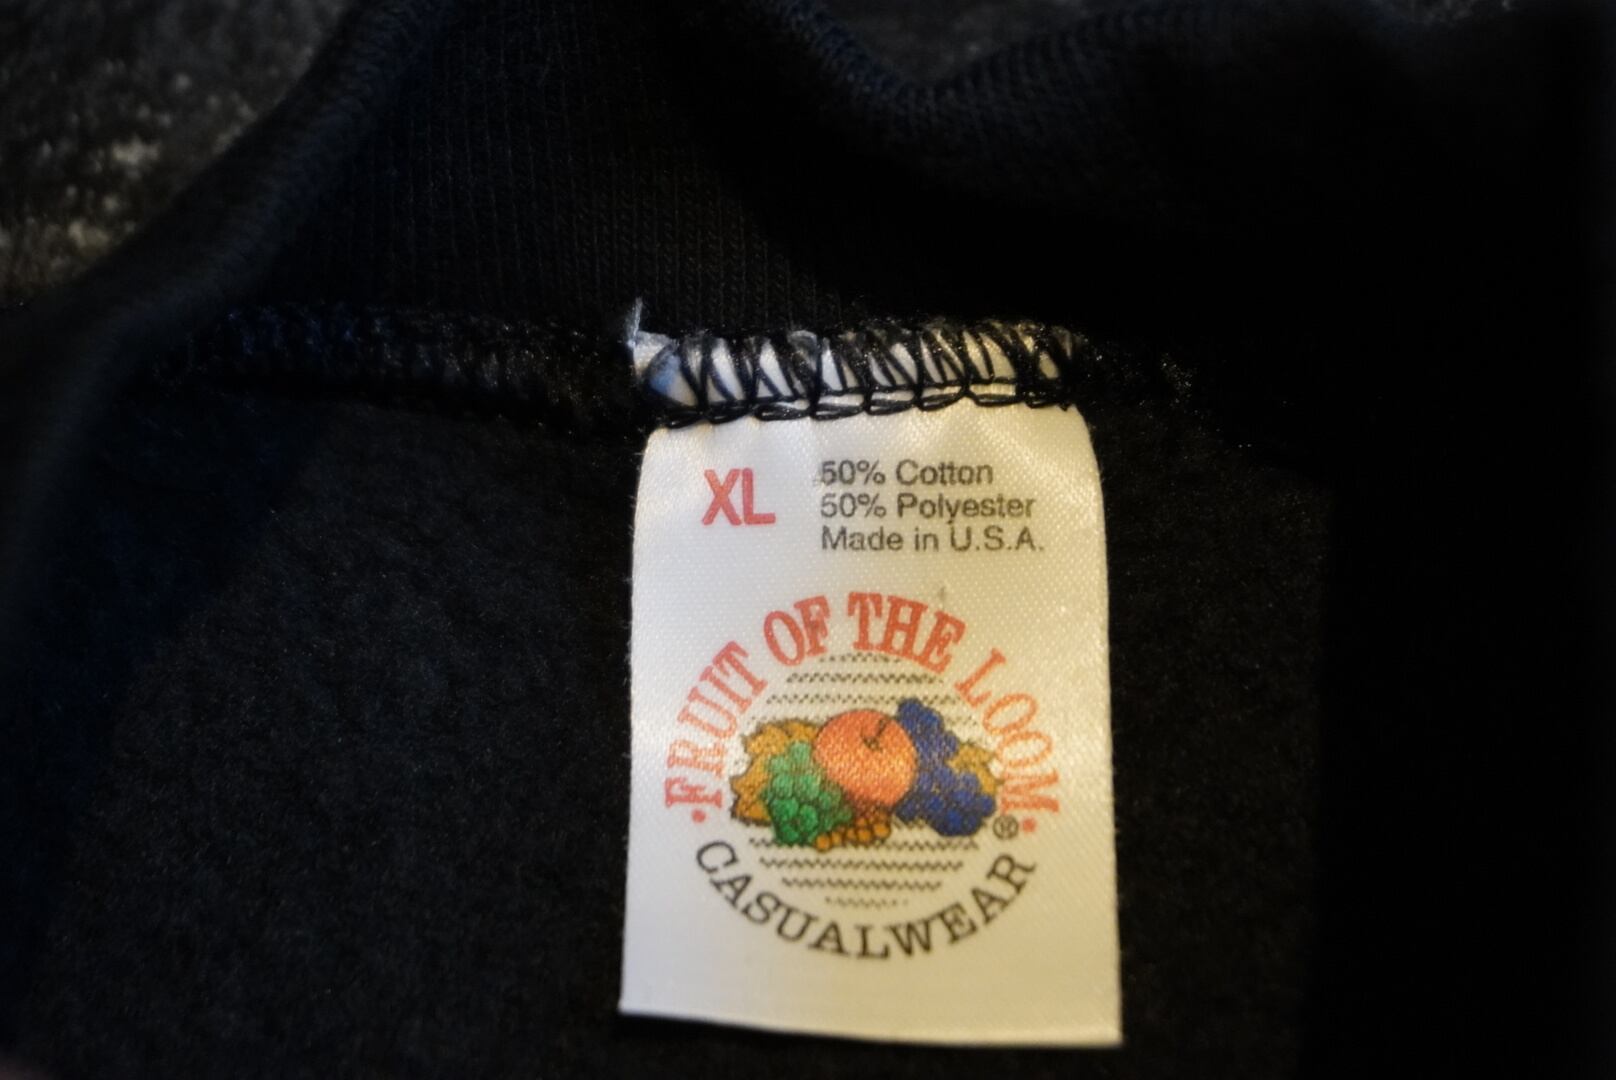 XL
50% Cotton
50% Polyester
Made in U.S.A.
•FRUIT OF THE LOOM•
®
CASUALWEAR